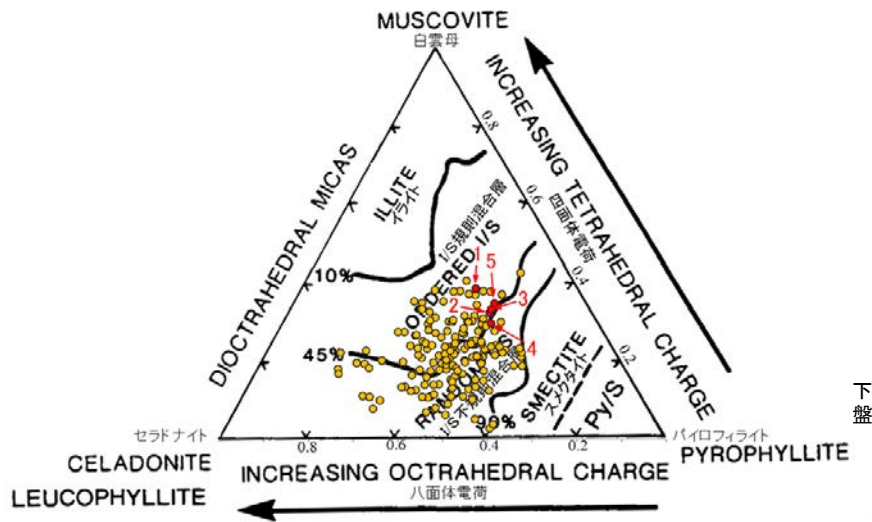 MUSCOVITE
白雲母
INCREASING TETRAHEDRAL CHARGE
四面体電荷
DIOCTRAHEDRAL MICAS
0.8
0.6
0.4
0.2
ILLITE
イライト
I/S規則混合層
ORDERED I/S
10%
1
5
2
3
4
45%
RANDOM I/S
I/S不規則混合層
90%
SMECTITE
スメクタイト
Py/S
下盤
セラドナイト
0.8
0.6
0.4
0.2
パイロフィライト
CELADONITE
INCREASING OCTRAHEDRAL CHARGE
PYROPHYLLITE
八面体電荷
LEUCOPHYLLITE